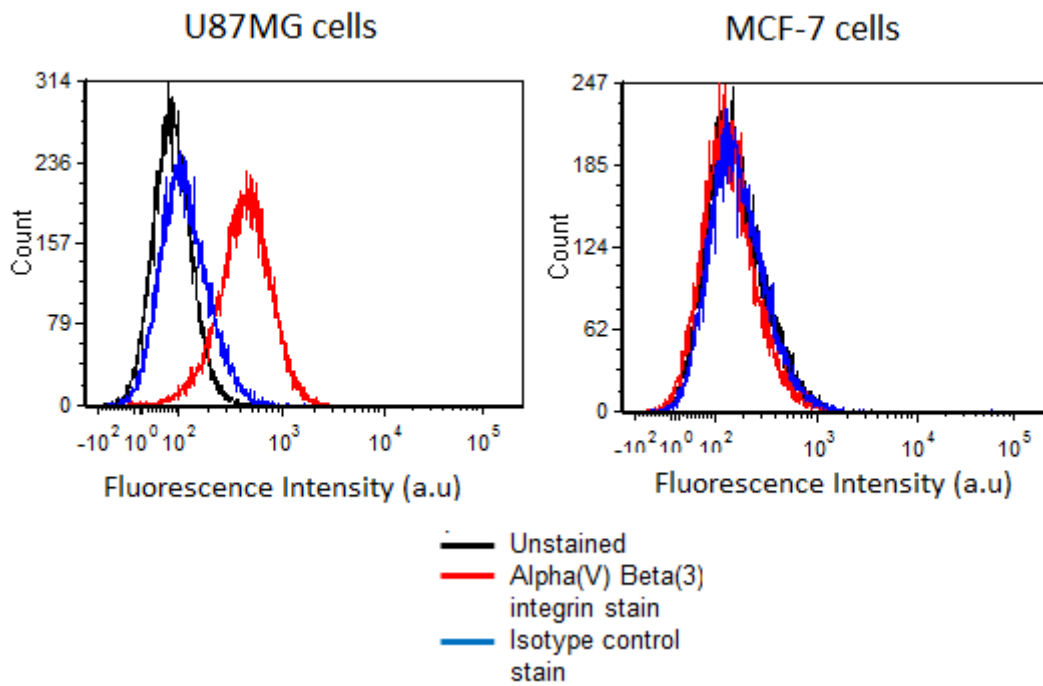 U87MG cells
MCF-7 cells
314
236
157
79
0
Count
-10² 10⁰ 10² 10³ 10⁴ 10⁵
Fluorescence Intensity (a.u)
247
185
124
62
0
Count
-10² 10⁰ 10² 10³ 10⁴ 10⁵
Fluorescence Intensity (a.u)
Unstained
Alpha(V) Beta(3)
integrin stain
Isotype control
stain